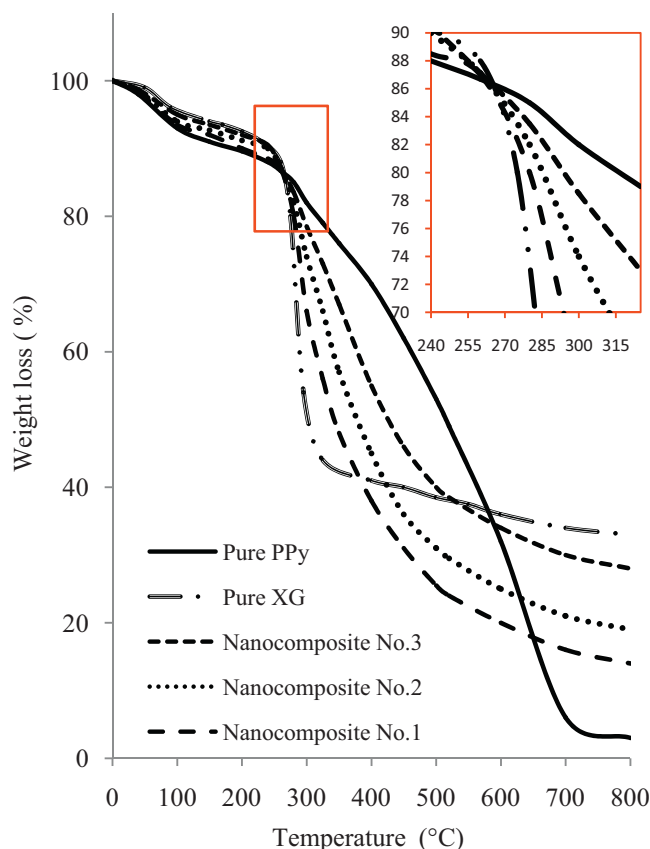 90
88
86
84
82
80
78
76
74
72
70
240 255 270 285 300 315
100
80
60
40
20
0
Weight loss ( %)
Pure PPy
Pure XG
Nanocomposite No.3
Nanocomposite No.2
Nanocomposite No.1
0 100 200 300 400 500 600 700 800
Temperature (°C)